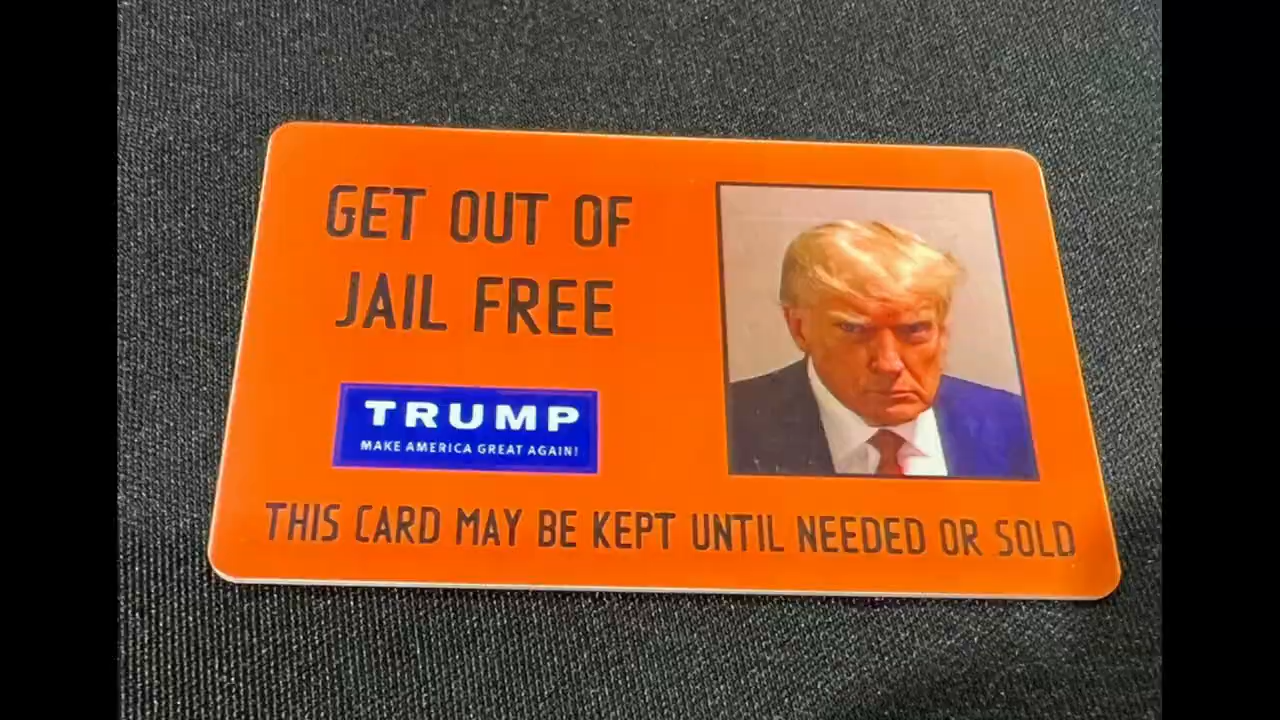 GET OUT OF
JAIL FREE
TRUMP
MAKE AMERICA GREAT AGAIN!
THIS CARD MAY BE KEPT UNTIL NEEDED OR SOLD